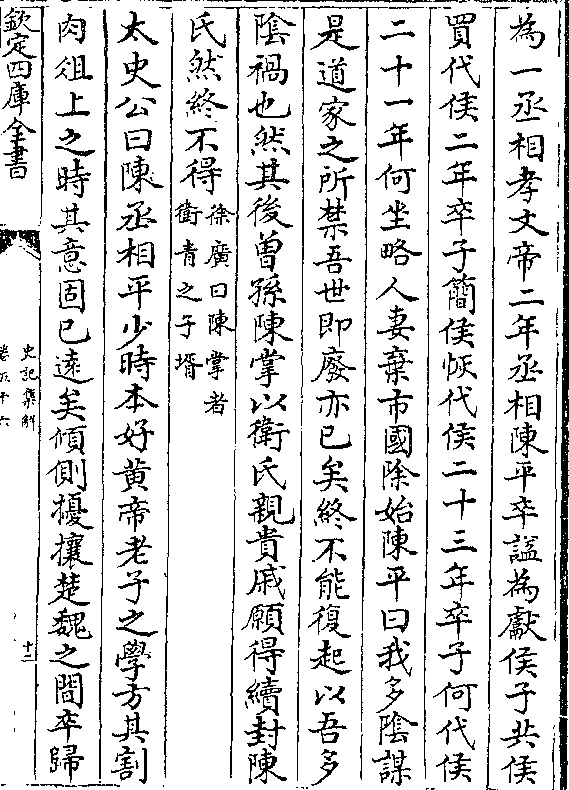 為一丞相孝文帝二年丞相陳平卒謚為獻侯子共侯
買代侯二年卒子簡侯恢代侯二十三年卒子何代侯
二十一年何坐略人妻棄市國除始陳平曰我多陰謀
是道家之所禁吾世即廢亦已矣終不能復起以吾多
陰禍也然其後曾孫陳掌以衛氏親貴戚願得續封陳
氏然終不得
徐廣曰陳掌者
衛青之子壻
太史公曰陳丞相平少時本好黄帝老子之學方其割
肉俎上之時其意固已逺矣傾側擾攘楚魏之間卒歸
欽定四庫全書
史記集解
卷五十六
十二